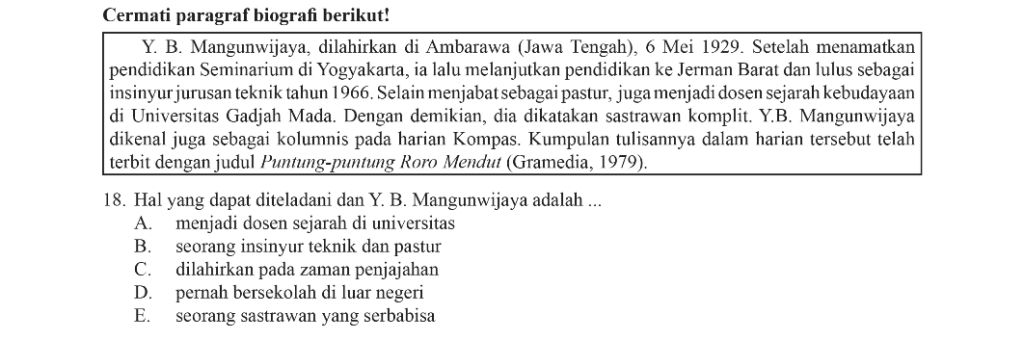 Cermati paragraf biografi berikut!
Y. B. Mangunwijaya, dilahirkan di Ambarawa (Jawa Tengah), 6 Mei 1929. Setelah menamatkan
pendidikan Seminarium di Yogyakarta, ia lalu melanjutkan pendidikan ke Jerman Barat dan lulus sebagai
insinyur jurusan teknik tahun 1966. Selain menjabat sebagai pastur, juga menjadi dosen sejarah kebudayaan
di Universitas Gadjah Mada. Dengan demikian, dia dikatakan sastrawan komplit. Y.B. Mangunwijaya
dikenal juga sebagai kolumnis pada harian Kompas. Kumpulan tulisannya dalam harian tersebut telah
terbit dengan judul Puntung-puntung Roro Mendut (Gramedia, 1979).
18. Hal yang dapat diteladani dan Y. B. Mangunwijaya adalah ...
A. menjadi dosen sejarah di universitas
B. seorang insinyur teknik dan pastur
C. dilahirkan pada zaman penjajahan
D. pernah bersekolah di luar negeri
E. seorang sastrawan yang serbabisa